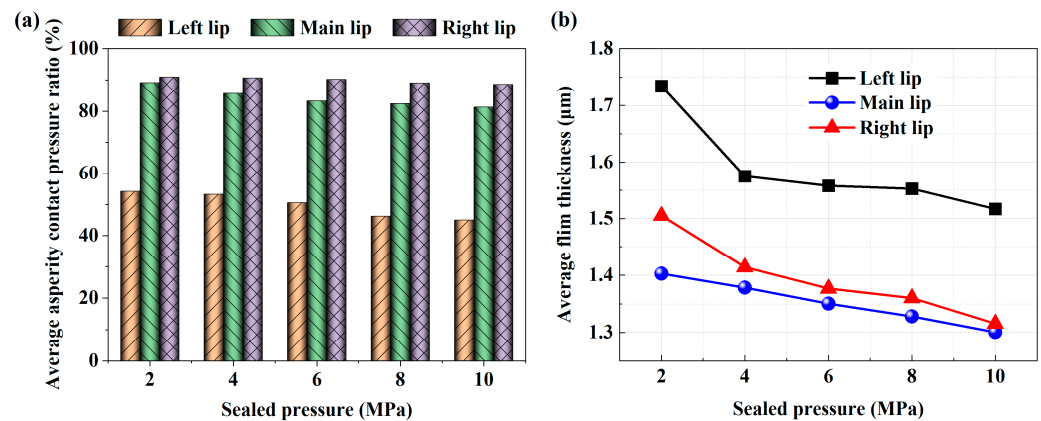 (a)
Left lip Main lip Right lip
Average asperity contact pressure ratio (%)
100
80
60
40
20
0
2 4 6 8 10
Sealed pressure (MPa)
(b)
Left lip
Main lip
Right lip
Average flim thickness (μm)
1.8
1.7
1.6
1.5
1.4
1.3
2 4 6 8 10
Sealed pressure (MPa)